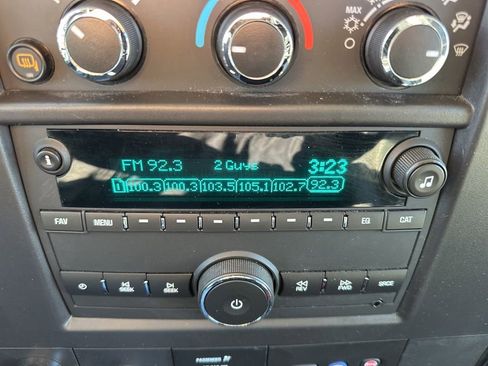 MAX
FM 92.3 2 Guys 3:23
1 100.3 100.3 103.5 105.1 102.7 92.3
FAV MENU EQ CAT
SEEK SEEK REV FWD SRCE